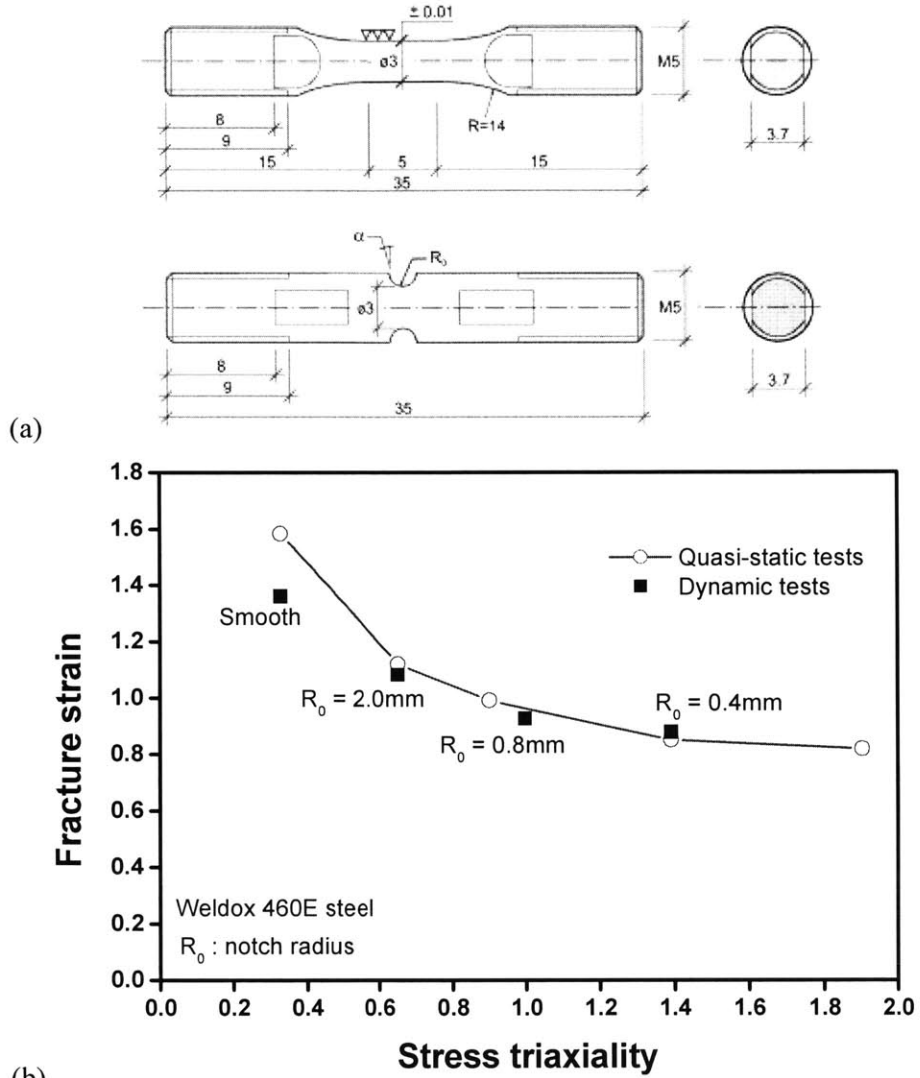 ± 0.01
ø3
M5
R=14
8
9
15
5
15
35
3.7
α
R₀
ø3
M5
8
9
35
3.7
(a)
1.8
1.6
1.4
1.2
1.0
0.8
0.6
0.4
0.2
0.0
Fracture strain
Quasi-static tests
Dynamic tests
Smooth
R₀ = 2.0mm
R₀ = 0.8mm
R₀ = 0.4mm
Weldox 460E steel
R₀ : notch radius
0.0 0.2 0.4 0.6 0.8 1.0 1.2 1.4 1.6 1.8 2.0
Stress triaxiality
(b)